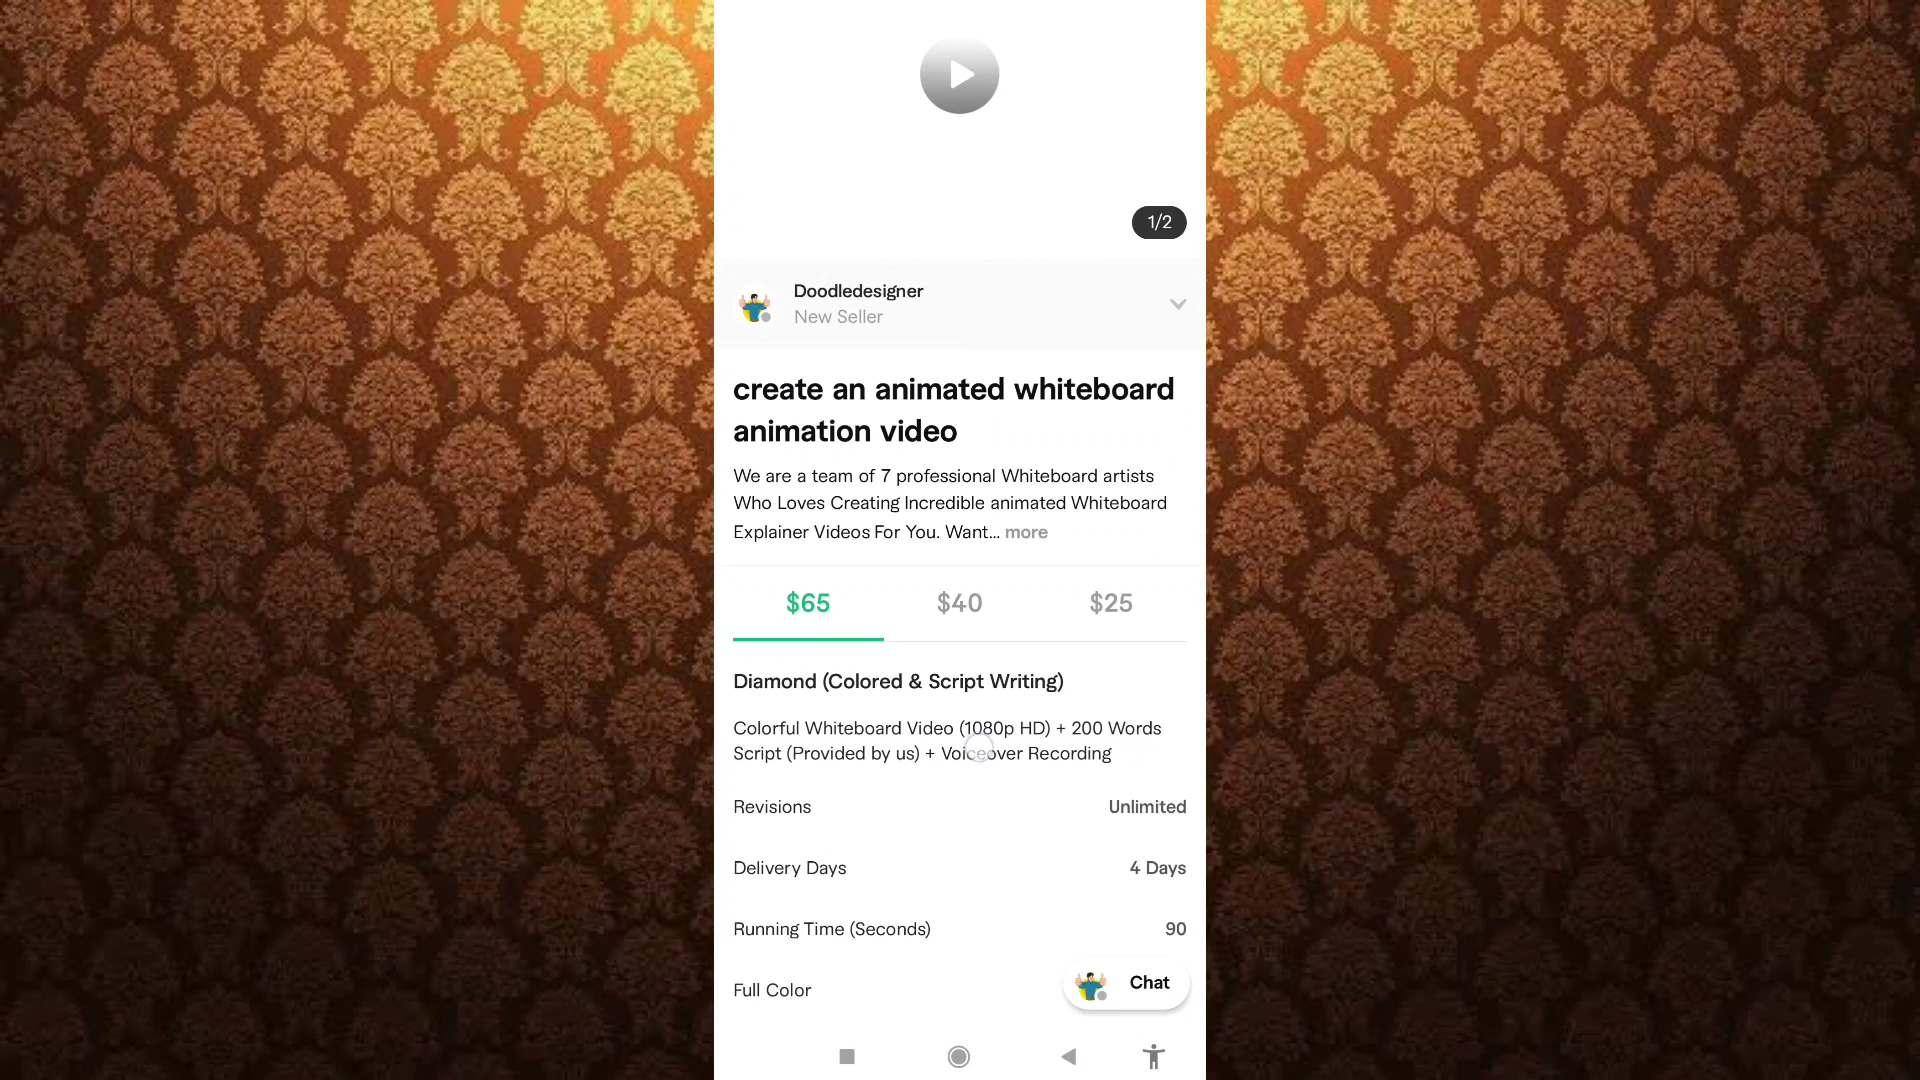 1/2
Doodledesigner
New Seller
create an animated whiteboard
animation video
We are a team of 7 professional Whiteboard artists
Who Loves Creating Incredible animated Whiteboard
Explainer Videos For You. Want... more
$65 $40 $25
Diamond (Colored & Script Writing)
Colorful Whiteboard Video (1080p HD) + 200 Words
Script (Provided by us) + Voiceover Recording
Revisions Unlimited
Delivery Days 4 Days
Running Time (Seconds) 90
Full Color
Chat